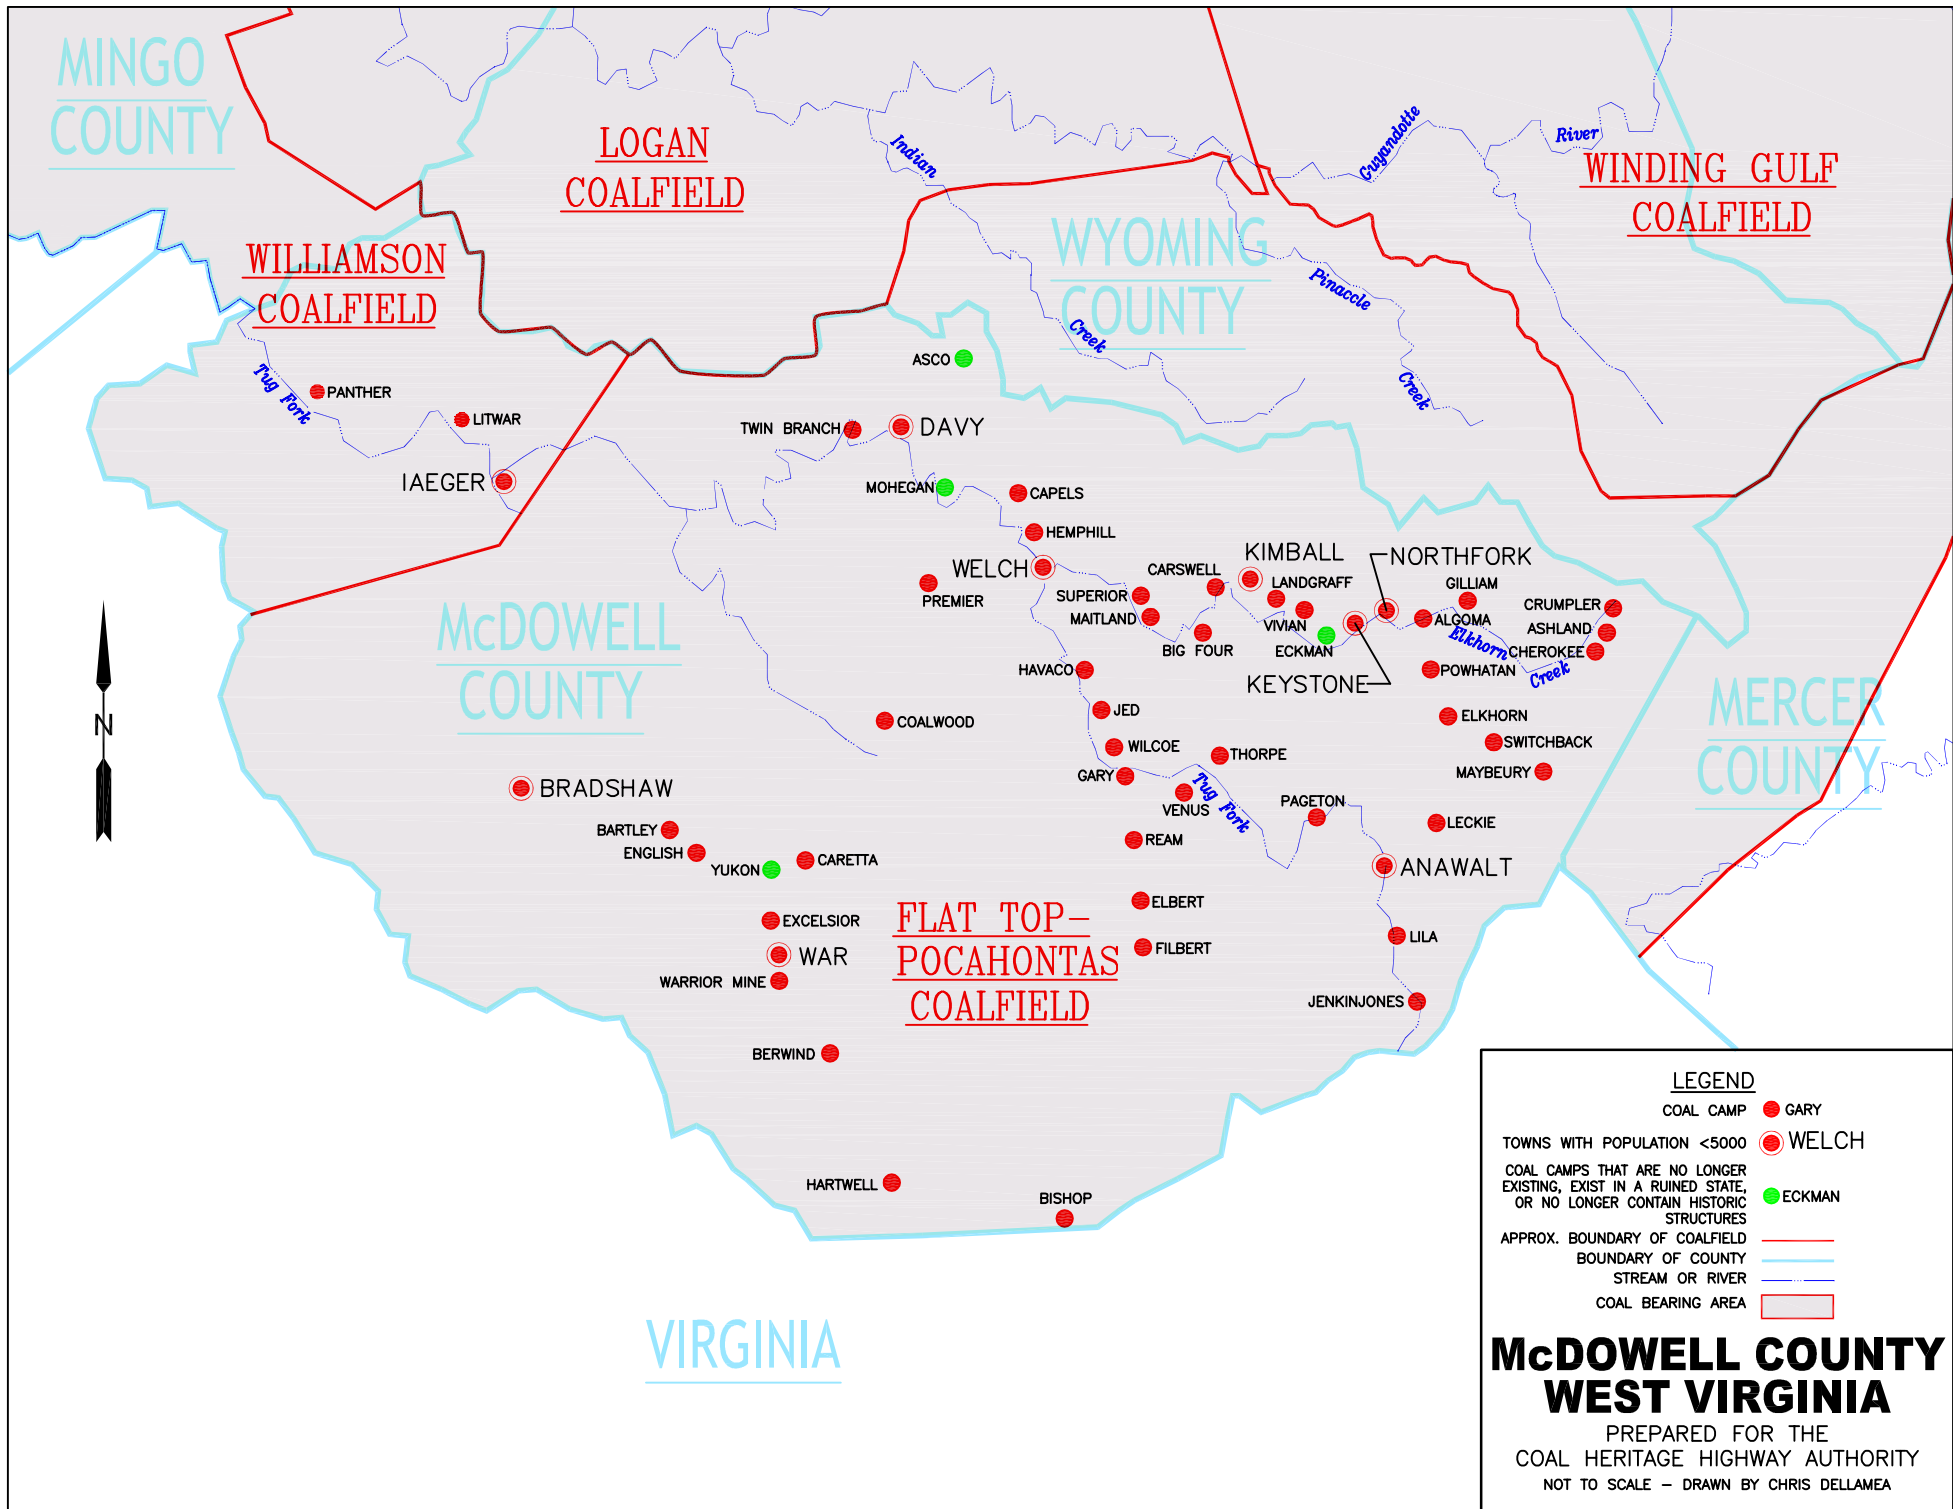 MINGO
COUNTY
LOGAN
COALFIELD
Indian
Guyandotte
River
WINDING GULF
COALFIELD
WILLIAMSON
COALFIELD
WYOMING
COUNTY
Pinaccle
Creek
Creek
ASCO
Tug Fork
PANTHER
LITWAR
IAEGER
TWIN BRANCH
DAVY
MOHEGAN
CAPELS
HEMPHILL
WELCH
PREMIER
KIMBALL
NORTHFORK
CARSWELL
LANDGRAFF
GILLIAM
SUPERIOR
MAITLAND
VIVIAN
ALGOMA
CRUMPLER
ASHLAND
CHEROKEE
BIG FOUR
ECKMAN
Elkhorn
Creek
HAVACO
KEYSTONE
POWHATAN
McDOWELL
COUNTY
MERCER
COUNTY
N
COALWOOD
JED
ELKHORN
WILCOE
THORPE
SWITCHBACK
GARY
MAYBEURY
BRADSHAW
VENUS
Tug Fork
PAGETON
BARTLEY
ENGLISH
YUKON
CARETTA
REAM
LECKIE
ANAWALT
ELBERT
EXCELSIOR
FLAT TOP-
POCAHONTAS
COALFIELD
WAR
FILBERT
LILA
WARRIOR MINE
JENKINJONES
BERWIND
HARTWELL
BISHOP
VIRGINIA
LEGEND
COAL CAMP GARY
TOWNS WITH POPULATION <5000 WELCH
COAL CAMPS THAT ARE NO LONGER
EXISTING, EXIST IN A RUINED STATE,
OR NO LONGER CONTAIN HISTORIC
STRUCTURES
ECKMAN
APPROX. BOUNDARY OF COALFIELD
BOUNDARY OF COUNTY
STREAM OR RIVER
COAL BEARING AREA
McDOWELL COUNTY
WEST VIRGINIA
PREPARED FOR THE
COAL HERITAGE HIGHWAY AUTHORITY
NOT TO SCALE – DRAWN BY CHRIS DELLAMEA